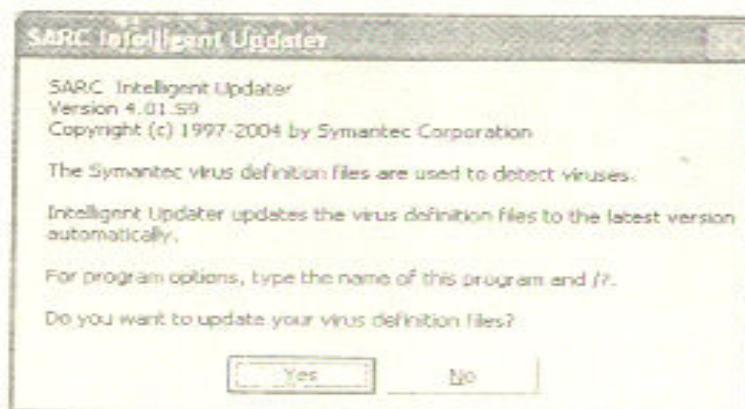 SARC Intelligent Updater
SARC Intelligent Updater
Version 4.01.59
Copyright (c) 1997-2004 by Symantec Corporation
The Symantec virus definition files are used to detect viruses.
Intelligent Updater updates the virus definition files to the latest version
automatically.
For program options, type the name of this program and /?.
Do you want to update your virus definition files?
Yes
No